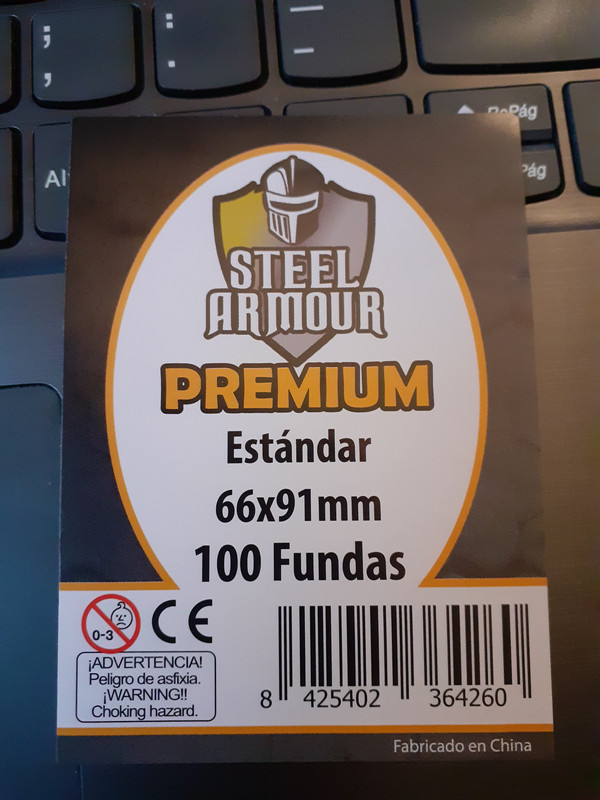 ;
,
:
.
_
-
Al
RePág
Pág
STEEL
ARMOUR
PREMIUM
Estándar
66x91mm
100 Fundas
0-3
CE
¡ADVERTENCIA!
Peligro de asfixia.
¡WARNING!!
Choking hazard.
8 425402 364260
Fabricado en China